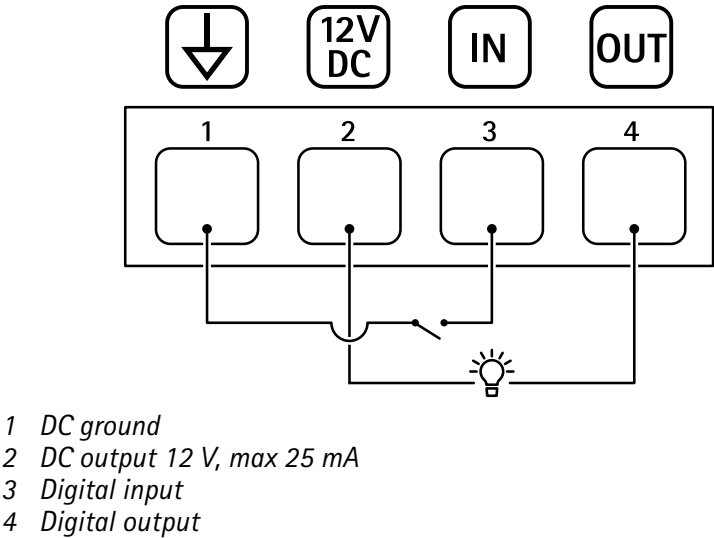 12V
DC
IN
OUT
1
2
3
4
1 DC ground
2 DC output 12 V, max 25 mA
3 Digital input
4 Digital output